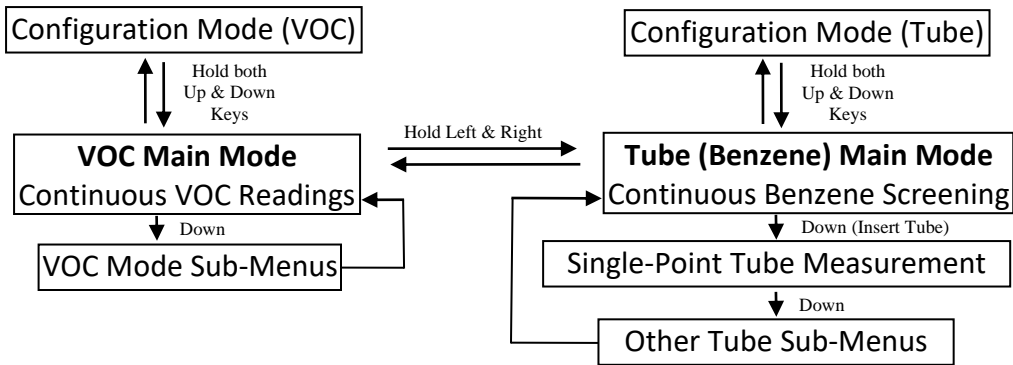 Configuration Mode (VOC)
Hold both
Up & Down
Keys
VOC Main Mode
Continuous VOC Readings
Down
VOC Mode Sub-Menus
Hold Left & Right
Configuration Mode (Tube)
Hold both
Up & Down
Keys
Tube (Benzene) Main Mode
Continuous Benzene Screening
Down (Insert Tube)
Single-Point Tube Measurement
Down
Other Tube Sub-Menus